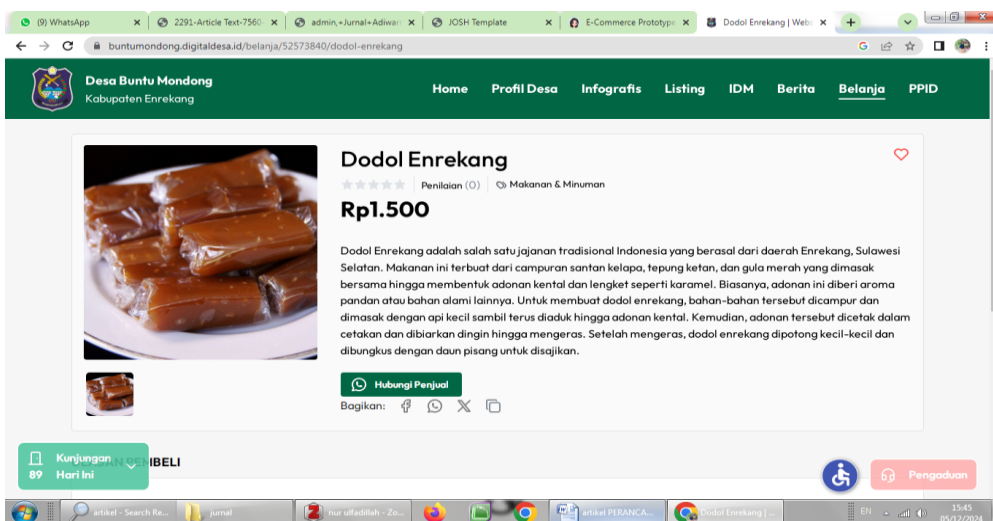 (9) WhatsApp
2291-Article Text-7560-
admin,+Jurnal+Adiwar
JOSH Template
E-Commerce Prototype
Dodol Enrekang | Webs
buntumondong.digitaldesa.id/belanja/52573840/dodol-enrekang
Desa Buntu Mondong
Kabupaten Enrekang
Home Profil Desa Infografis Listing IDM Berita Belanja PPID
Dodol Enrekang
Penilaian (0) Makanan & Minuman
Rp1.500
Dodol Enrekang adalah salah satu jajanan tradisional Indonesia yang berasal dari daerah Enrekang, Sulawesi
Selatan. Makanan ini terbuat dari campuran santan kelapa, tepung ketan, dan gula merah yang dimasak
bersama hingga membentuk adonan kental dan lengket seperti karamel. Biasanya, adonan ini diberi aroma
pandan atau bahan alami lainnya. Untuk membuat dodol enrekang, bahan-bahan tersebut dicampur dan
dimasak dengan api kecil sambil terus diaduk hingga adonan kental. Kemudian, adonan tersebut dicetak dalam
cetakan dan dibiarkan dingin hingga mengeras. Setelah mengeras, dodol enrekang dipotong kecil-kecil dan
dibungkus dengan daun pisang untuk disajikan.
Hubungi Penjual
Bagikan:
Kunjungan
89 Hari Ini
PEMBELI
Pengaduan
artikel - Search Re...
jurnal
nur ulfadillah - Zo...
artikel PERANCA...
Dodol Enrekang | ...
EN
15:45
05/12/2024